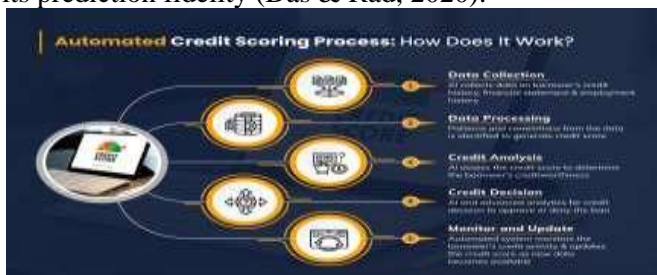 its prediction fidelity (Das & Rad, 2020).
Automated Credit Scoring Process: How Does It Work?
Data Collection
AI collects data on borrower's credit
history, financial statement & employment
history
Data Processing
Patterns and from the data
is identified to generate credit score
Credit Analysis
AI assess the credit score to determine
the borrower's creditworthiness
Credit Decision
AI and advanced analytics for credit
decision to approve or deny the loan
Monitor and Update
Automated system monitors the
borrower's credit activity & updates
the credit score as new data
becomes available
CREDIT
SCORE